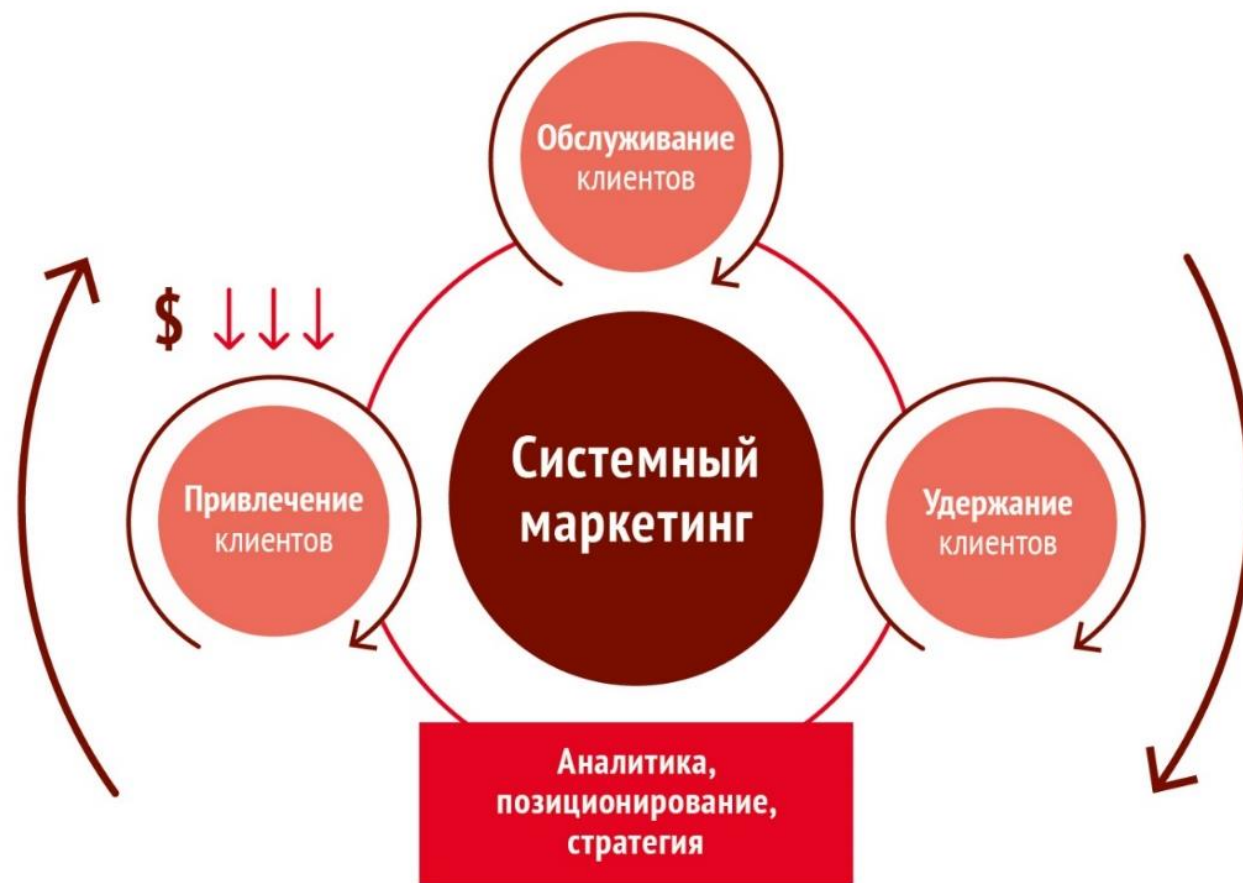 Обслуживание
клиентов
$
Привлечение
клиентов
Системный
маркетинг
Удержание
клиентов
Аналитика,
позиционирование,
стратегия